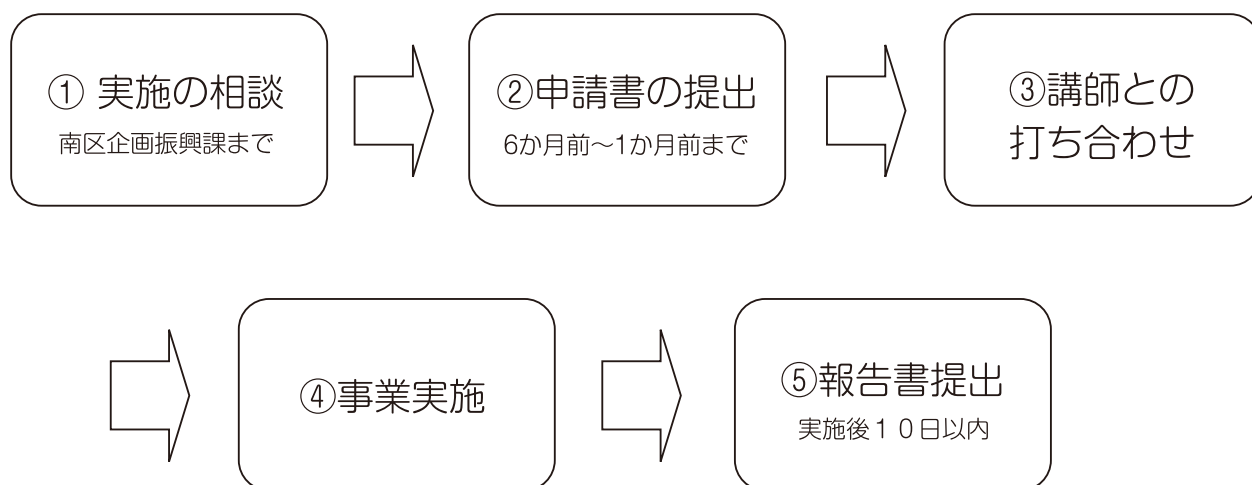 ① 実施の相談
南区企画振興課まで
②申請書の提出
6か月前～1か月前まで
③講師との
打ち合わせ
④事業実施
⑤報告書提出
実施後１０日以内